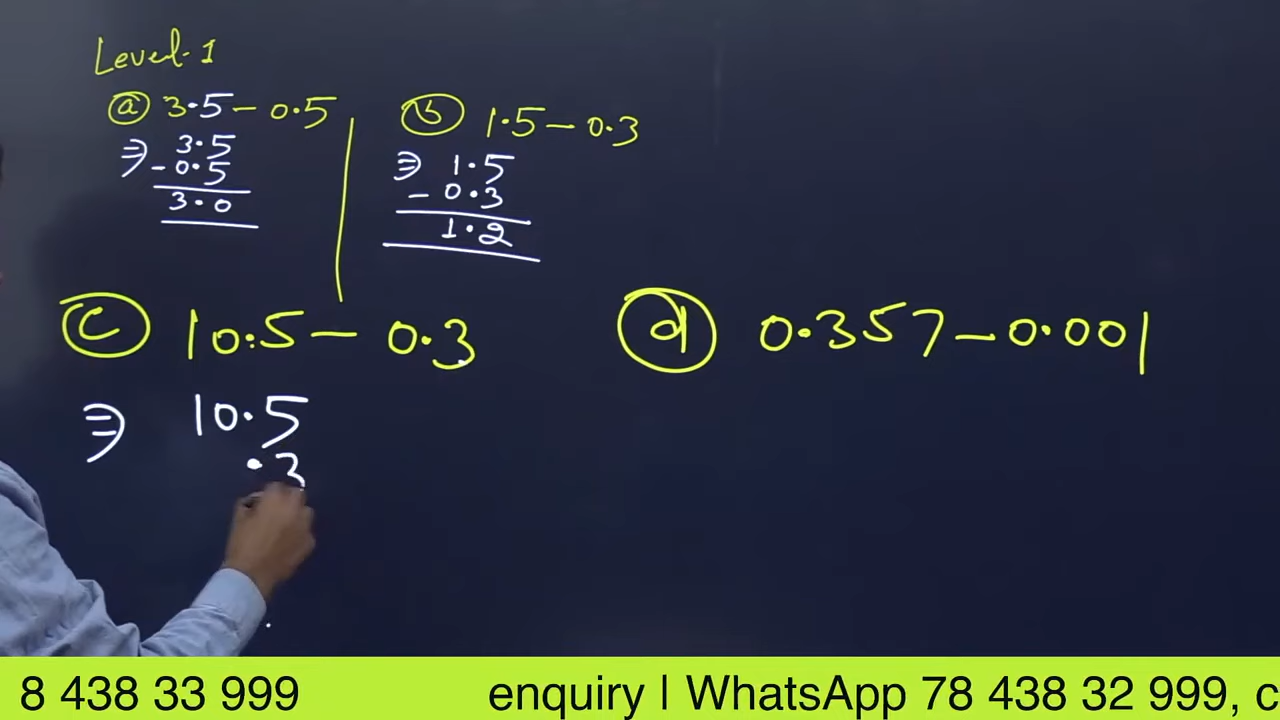 Level-1
ⓐ 3.5 - 0.5
⇒ 3.5
- 0.5
3.0
ⓑ 1.5 - 0.3
⇒ 1.5
- 0.3
1.2
ⓒ 10.5 - 0.3
⇒ 10.5
.3
ⓓ 0.357 - 0.001
8 438 33 999 enquiry | WhatsApp 78 438 32 999, c